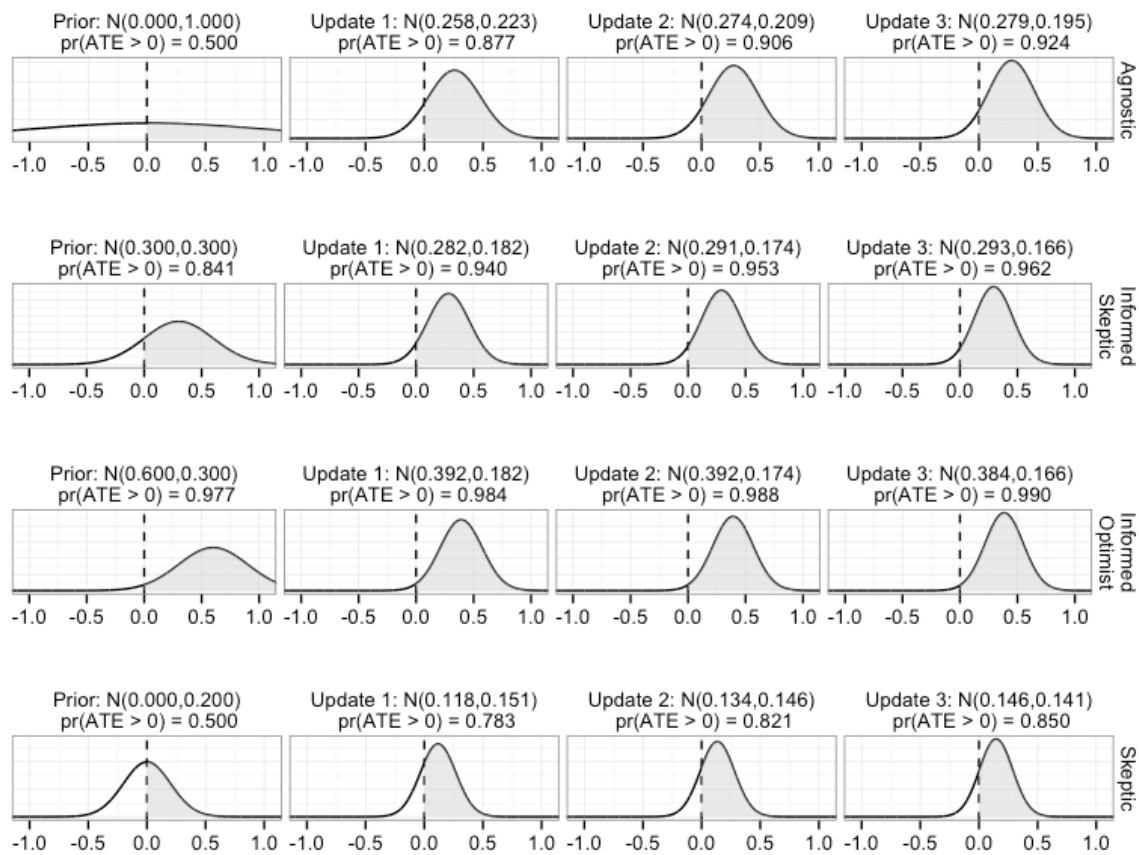 Prior: N(0.000,1.000)
pr(ATE > 0) = 0.500
Update 1: N(0.258,0.223)
pr(ATE > 0) = 0.877
Update 2: N(0.274,0.209)
pr(ATE > 0) = 0.906
Update 3: N(0.279,0.195)
pr(ATE > 0) = 0.924
Agnostic
-1.0 -0.5 0.0 0.5 1.0
-1.0 -0.5 0.0 0.5 1.0
-1.0 -0.5 0.0 0.5 1.0
-1.0 -0.5 0.0 0.5 1.0
Prior: N(0.300,0.300)
pr(ATE > 0) = 0.841
Update 1: N(0.282,0.182)
pr(ATE > 0) = 0.940
Update 2: N(0.291,0.174)
pr(ATE > 0) = 0.953
Update 3: N(0.293,0.166)
pr(ATE > 0) = 0.962
Informed
Skeptic
-1.0 -0.5 0.0 0.5 1.0
-1.0 -0.5 0.0 0.5 1.0
-1.0 -0.5 0.0 0.5 1.0
-1.0 -0.5 0.0 0.5 1.0
Prior: N(0.600,0.300)
pr(ATE > 0) = 0.977
Update 1: N(0.392,0.182)
pr(ATE > 0) = 0.984
Update 2: N(0.392,0.174)
pr(ATE > 0) = 0.988
Update 3: N(0.384,0.166)
pr(ATE > 0) = 0.990
Informed
Optimist
-1.0 -0.5 0.0 0.5 1.0
-1.0 -0.5 0.0 0.5 1.0
-1.0 -0.5 0.0 0.5 1.0
-1.0 -0.5 0.0 0.5 1.0
Prior: N(0.000,0.200)
pr(ATE > 0) = 0.500
Update 1: N(0.118,0.151)
pr(ATE > 0) = 0.783
Update 2: N(0.134,0.146)
pr(ATE > 0) = 0.821
Update 3: N(0.146,0.141)
pr(ATE > 0) = 0.850
Skeptic
-1.0 -0.5 0.0 0.5 1.0
-1.0 -0.5 0.0 0.5 1.0
-1.0 -0.5 0.0 0.5 1.0
-1.0 -0.5 0.0 0.5 1.0